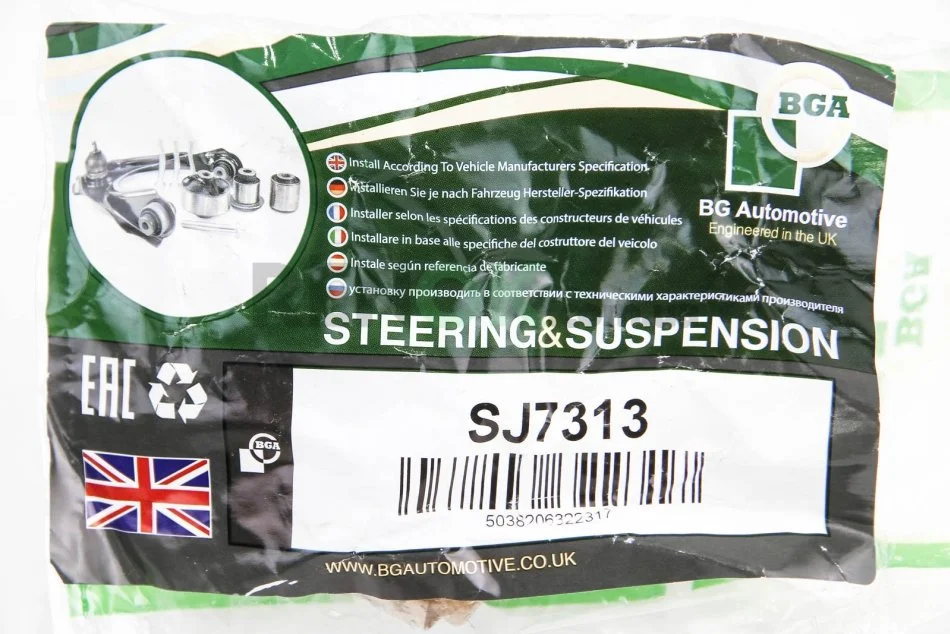 BGA
BG Automotive
Engineered in the UK
Install According To Vehicle Manufacturers Specification
Installieren Sie je nach Fahrzeug Hersteller-Spezifikation
Installer selon les spécifications des constructeurs de véhicules
Installare in base alle specifiche del costruttore del veicolo
Instale según referencia de fabricante
установку производить в соответствии с техническими характеристиками производителя
STEERING&SUSPENSION
EAC
BGA
SJ7313
5038206322317
WWW.BGAUTOMOTIVE.CO.UK
BGA